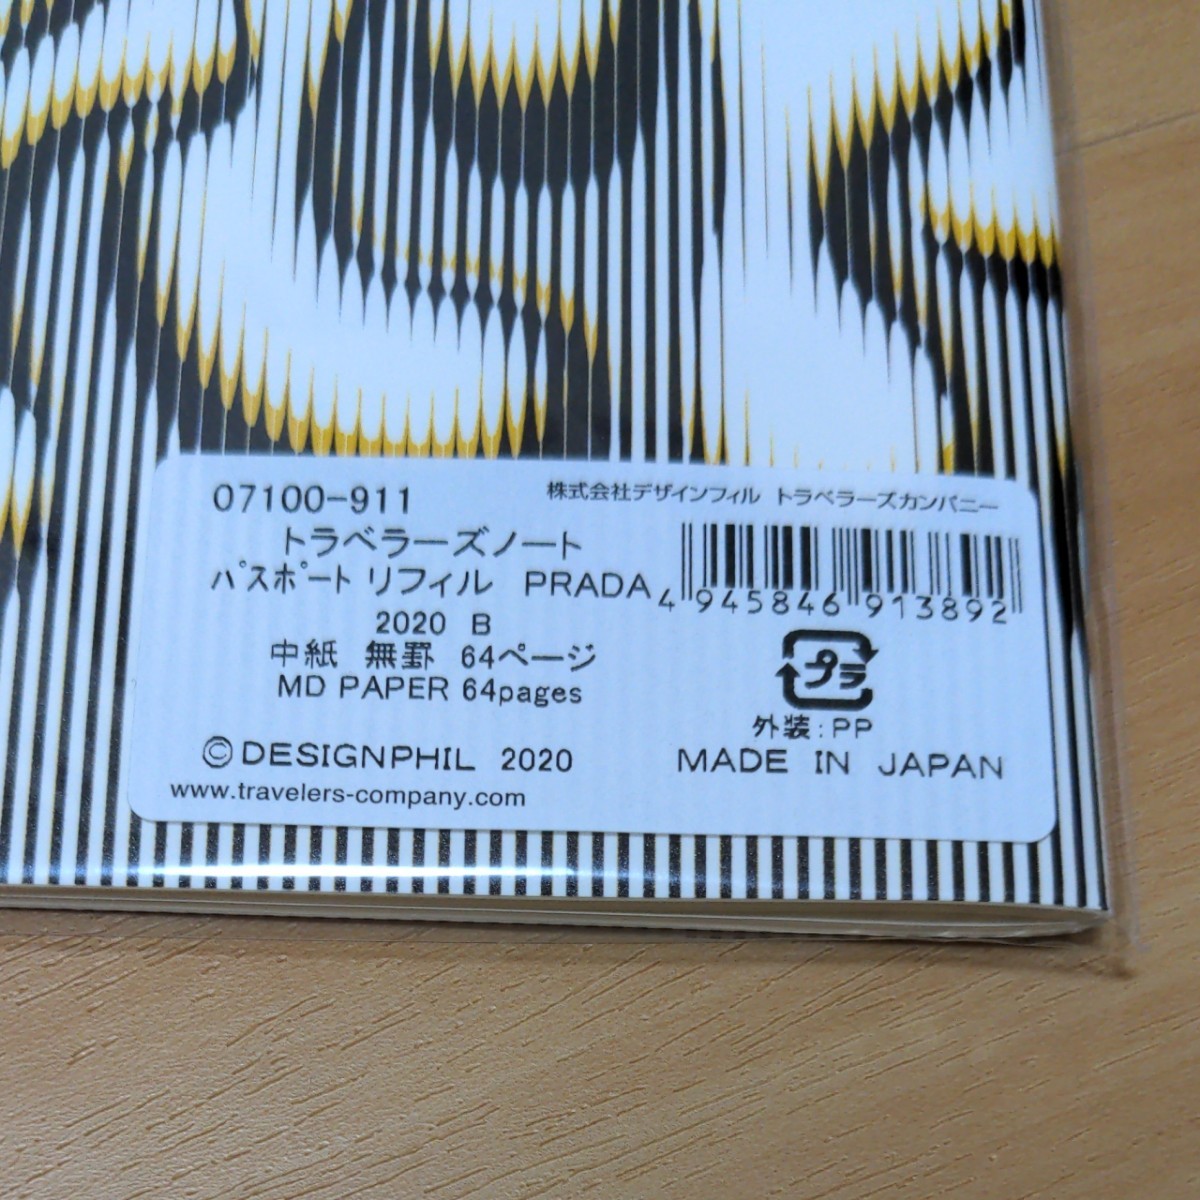 07100-911
株式会社デザインフィル トラベラーズカンパニー
トラベラーズノート
パスポート リフィル PRADA
2020 B
中紙 無罫 64ページ
MD PAPER 64pages
4 945846 913892
プラ
外装:PP
©DESIGNPHIL 2020
MADE IN JAPAN
www.travelers-company.com